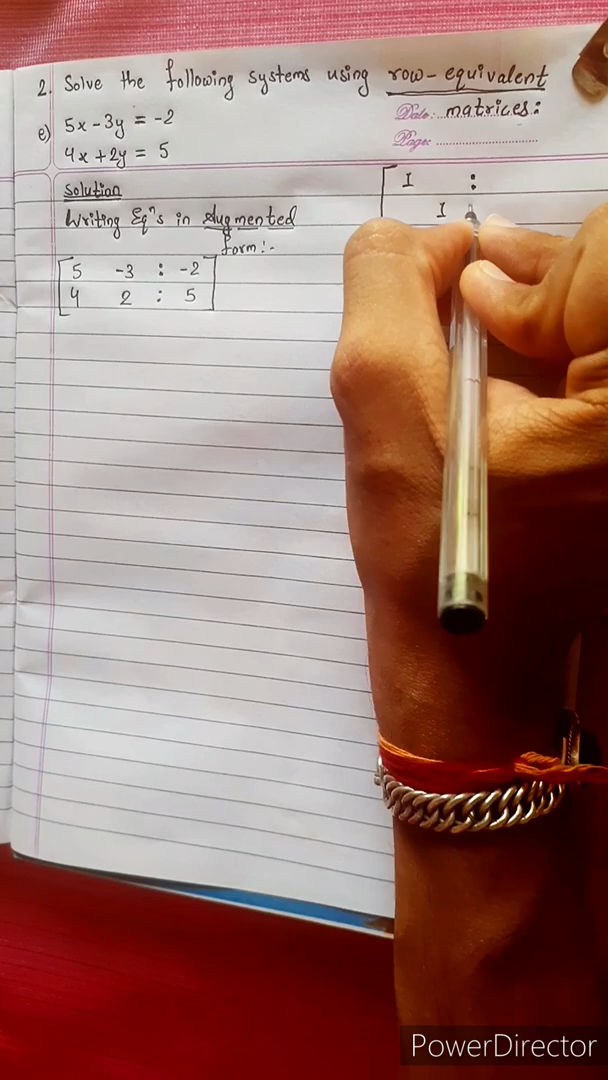 2. Solve the following systems using row-equivalent
Date: matrices:
e) 5x - 3y = -2
4x + 2y = 5
Page:
Solution
Writing Eqⁿs in Augmented
form:-
5 -3 : -2
4 2 : 5
I :
I
PowerDirector